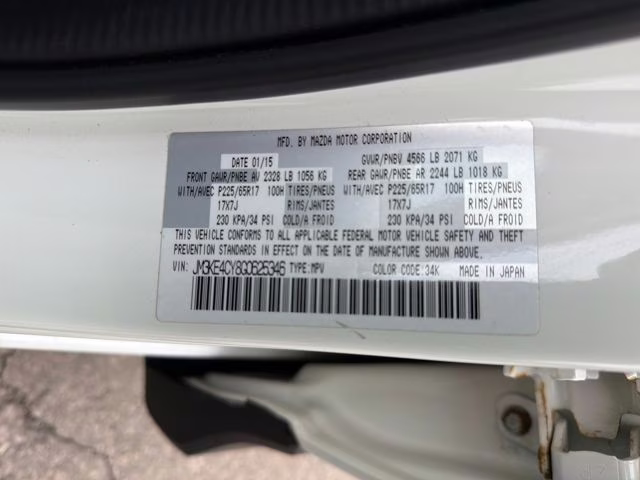 MFD. BY MAZDA MOTOR CORPORATION
DATE 01/15 GVWR/PNBV 4566 LB 2071 KG
FRONT GAWR/PNBE AV 2328 LB 1056 KG REAR GAWR/PNBE AR 2244 LB 1018 KG
WITH/AVEC P225/65R17 100H TIRES/PNEUS WITH/AVEC P225/65R17 100H TIRES/PNEUS
17X7J RIMS/JANTES 17X7J RIMS/JANTES
230 KPA/34 PSI COLD/A FROID 230 KPA/34 PSI COLD/A FROID
THIS VEHICLE CONFORMS TO ALL APPLICABLE FEDERAL MOTOR VEHICLE SAFETY AND THEFT
PREVENTION STANDARDS IN EFFECT ON THE DATE OF MANUFACTURE SHOWN ABOVE.
VIN: JM3KE4CY8G0625346 TYPE:MPV COLOR CODE:34K MADE IN JAPAN